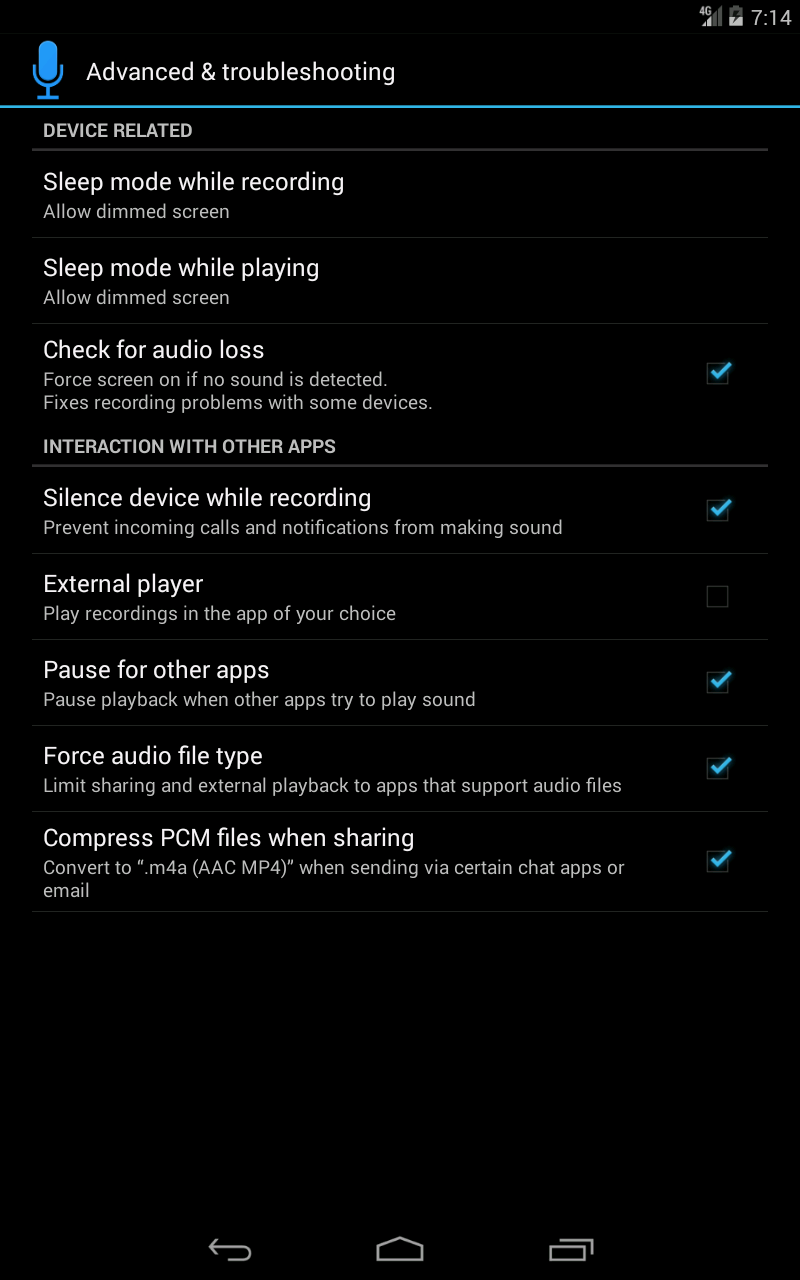 4G 7:14
Advanced & troubleshooting
DEVICE RELATED
Sleep mode while recording
Allow dimmed screen
Sleep mode while playing
Allow dimmed screen
Check for audio loss
Force screen on if no sound is detected.
Fixes recording problems with some devices.
INTERACTION WITH OTHER APPS
Silence device while recording
Prevent incoming calls and notifications from making sound
External player
Play recordings in the app of your choice
Pause for other apps
Pause playback when other apps try to play sound
Force audio file type
Limit sharing and external playback to apps that support audio files
Compress PCM files when sharing
Convert to “.m4a (AAC MP4)” when sending via certain chat apps or
email